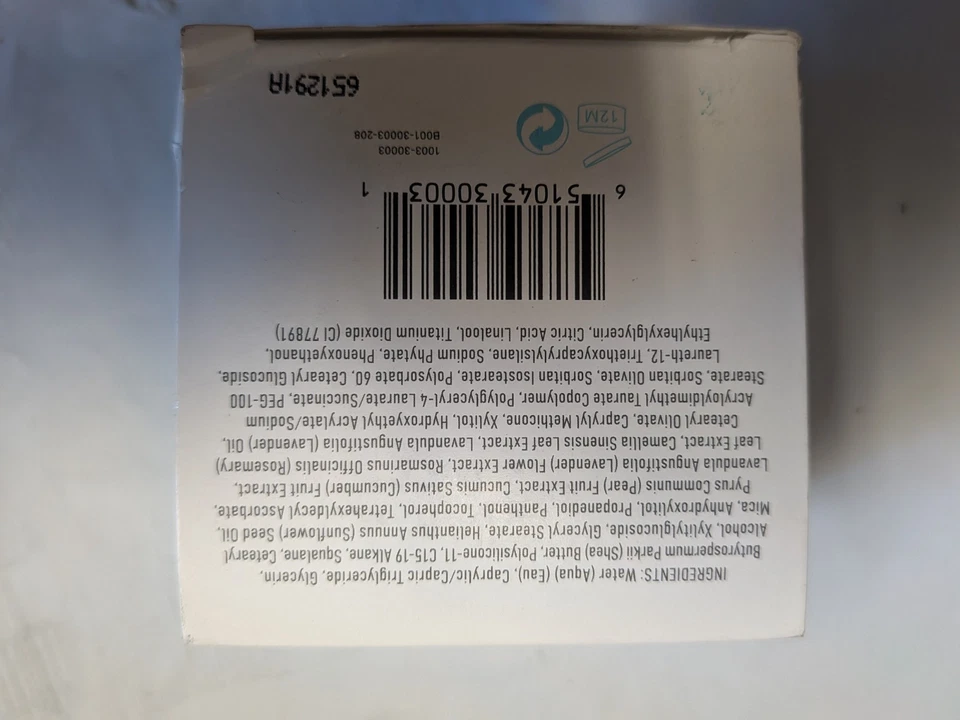 INGREDIENTS: Water (Aqua) (Eau), Caprylic/Capric Triglyceride, Glycerin,
Butyrospermum Parkii (Shea) Butter, Polysilicone-11, C15-19 Alkane, Squalane, Cetearyl
Alcohol, Xylitylglucoside, Glyceryl Stearate, Helianthus Annuus (Sunflower) Seed Oil,
Mica, Anhydroxylitol, Propanediol, Panthenol, Tocopherol, Tetrahexyldecyl Ascorbate,
Pyrus Communis (Pear) Fruit Extract, Cucumis Sativus (Cucumber) Fruit Extract,
Lavandula Angustifolia (Lavender) Flower Extract, Rosmarinus Officinalis (Rosemary)
Leaf Extract, Camellia Sinensis Leaf Extract, Lavandula Angustifolia (Lavender) Oil,
Cetearyl Olivate, Capryl Methicone, Xylitol, Hydroxyethyl Acrylate/Sodium
Acryloyldimethyl Taurate Copolymer, Polyglyceryl-4 Laurate/Succinate, PEG-100
Stearate, Sorbitan Olivate, Sorbitan Isostearate, Polysorbate 60, Cetearyl Glucoside,
Laureth-12, Triethoxycaprylylsilane, Sodium Phytate, Phenoxyethanol,
Ethylhexylglycerin, Citric Acid, Linalool, Titanium Dioxide (CI 77891)
6 51043 30003 1
1003-30003
B001-30003-208
12M
651291A